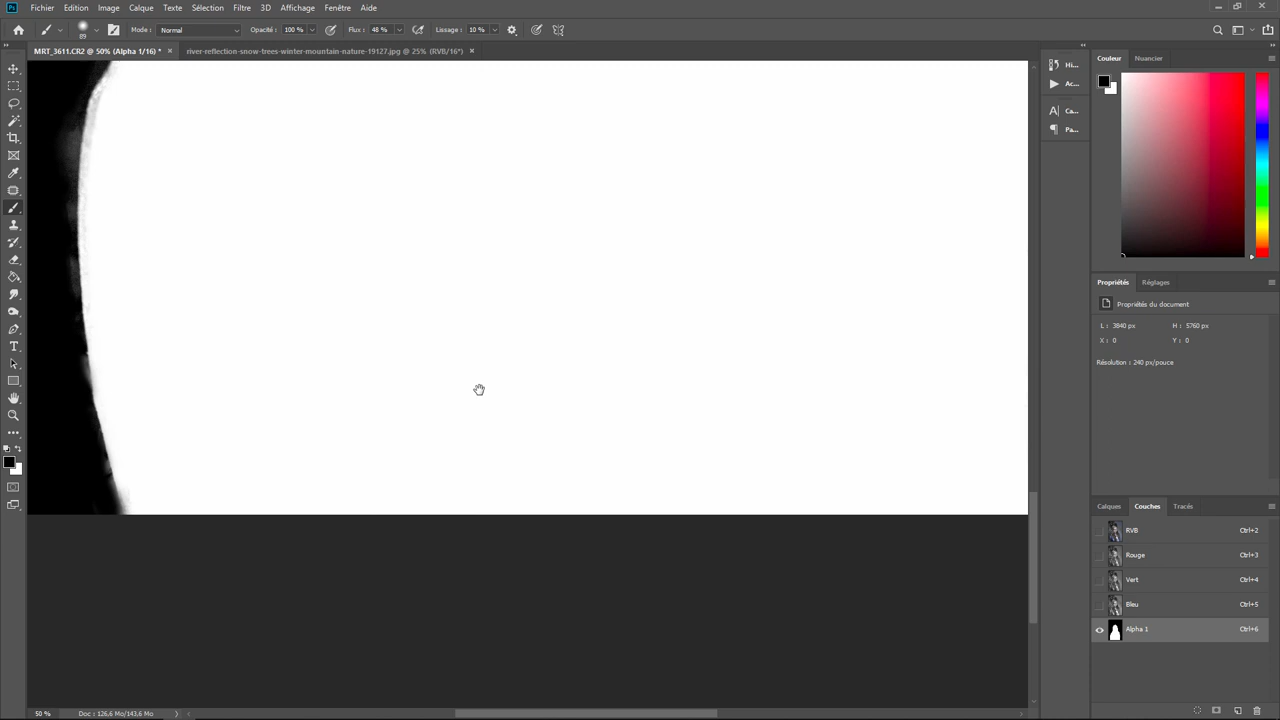 Ps Fichier Edition Image Calque Texte Sélection Filtre 3D Affichage Fenêtre Aide
89 Mode : Normal Opacité : 100 % Flux : 48 % Lissage : 10 %
MRT_3611.CR2 @ 50% (Alpha 1/16) * × river-reflection-snow-trees-winter-mountain-nature-19127.jpg @ 25% (RVB/16*) ×
Hi...
Ac...
Ca...
Pa...
Couleur Nuancier
Propriétés Réglages
Propriétés du document
L : 3840 px H : 5760 px
X : 0 Y : 0
Résolution : 240 px/pouce
Calques Couches Tracés
RVB Ctrl+2
Rouge Ctrl+3
Vert Ctrl+4
Bleu Ctrl+5
Alpha 1 Ctrl+6
50 % Doc : 126,6 Mo/143,6 Mo